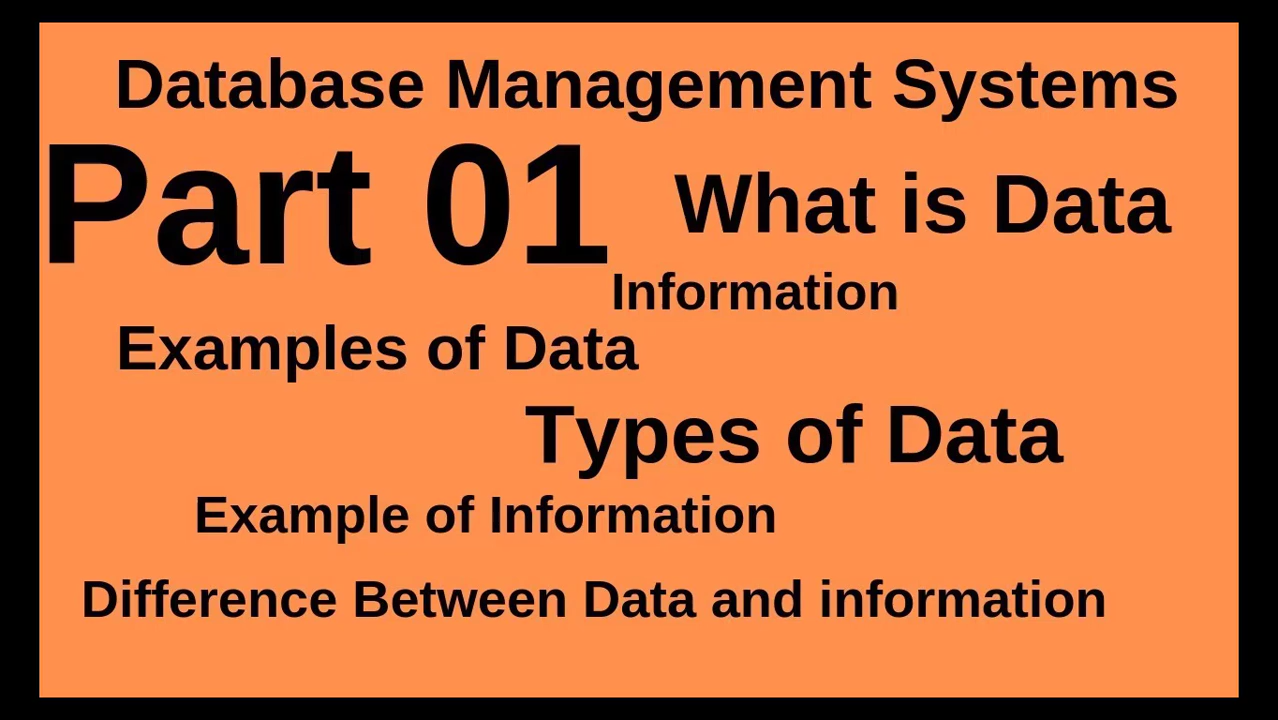 Database Management Systems
Part 01
What is Data
Information
Examples of Data
Types of Data
Example of Information
Difference Between Data and information